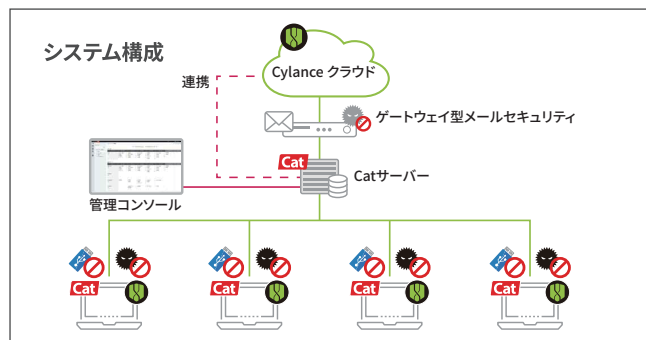 システム構成
Cylance クラウド
連携
ゲートウェイ型メールセキュリティ
Cat
Catサーバー
管理コンソール
Cat
Cat
Cat
Cat